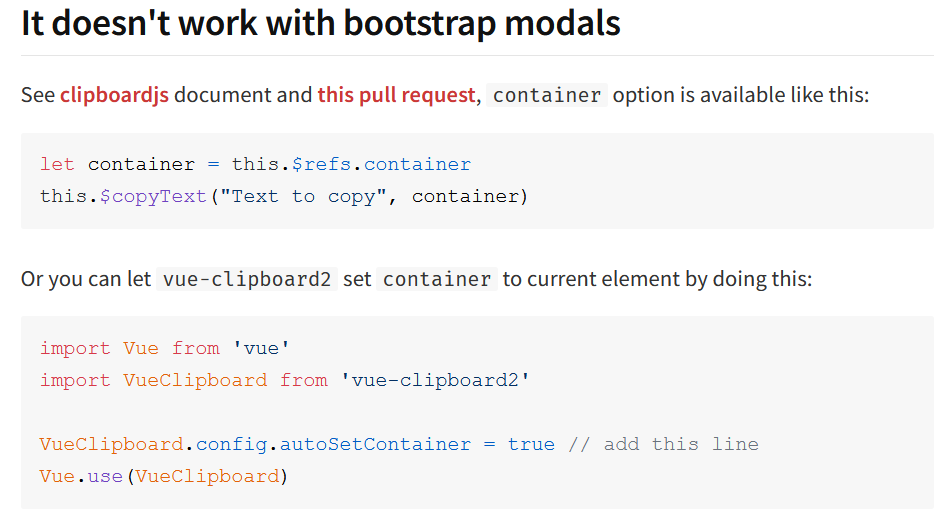 It doesn't work with bootstrap modals
See clipboardjs document and this pull request, container option is available like this:
let container = this.$refs.container
this.$copyText("Text to copy", container)
Or you can let vue-clipboard2 set container to current element by doing this:
import Vue from 'vue'
import VueClipboard from 'vue-clipboard2'
VueClipboard.config.autoSetContainer = true // add this line
Vue.use(VueClipboard)